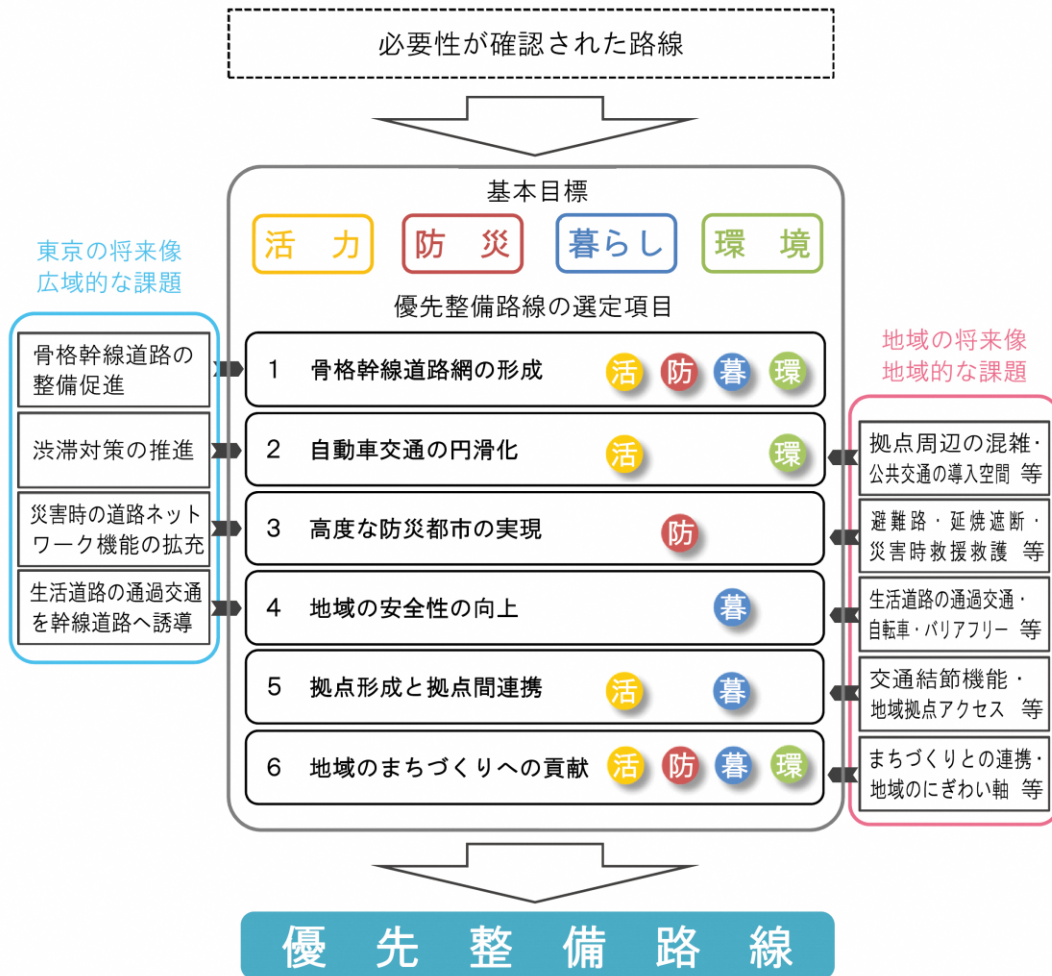 必要性が確認された路線
基本目標
活力
防災
暮らし
環境
優先整備路線の選定項目
東京の将来像
広域的な課題
骨格幹線道路の
整備促進
渋滞対策の推進
災害時の道路ネット
ワーク機能の拡充
生活道路の通過交通
を幹線道路へ誘導
1 骨格幹線道路網の形成 活 防 暮 環
2 自動車交通の円滑化 活 環
3 高度な防災都市の実現 防
4 地域の安全性の向上 暮
5 拠点形成と拠点間連携 活 暮
6 地域のまちづくりへの貢献 活 防 暮 環
地域の将来像
地域的な課題
拠点周辺の混雑・
公共交通の導入空間 等
避難路・延焼遮断・
災害時救援救護 等
生活道路の通過交通・
自転車・バリアフリー 等
交通結節機能・
地域拠点アクセス 等
まちづくりとの連携・
地域のにぎわい軸 等
優先整備路線